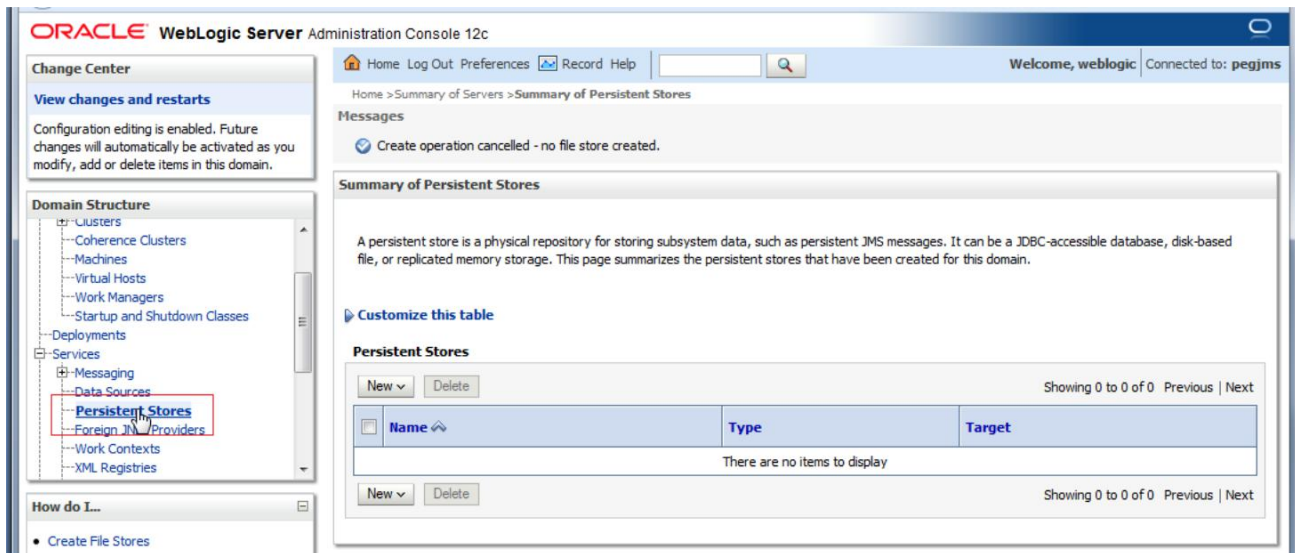 ORACLE WebLogic Server Administration Console 12c
Change Center
View changes and restarts
Configuration editing is enabled. Future
changes will automatically be activated as you
modify, add or delete items in this domain.
Domain Structure
Clusters
Coherence Clusters
Machines
Virtual Hosts
Work Managers
Startup and Shutdown Classes
Deployments
Services
Messaging
Data Sources
Persistent Stores
Foreign JMS Providers
Work Contexts
XML Registries
How do I...
• Create File Stores
Home Log Out Preferences Record Help
Welcome, weblogic Connected to: pegjms
Home >Summary of Servers >Summary of Persistent Stores
Messages
Create operation cancelled - no file store created.
Summary of Persistent Stores
A persistent store is a physical repository for storing subsystem data, such as persistent JMS messages. It can be a JDBC-accessible database, disk-based
file, or replicated memory storage. This page summarizes the persistent stores that have been created for this domain.
Customize this table
Persistent Stores
New Delete Showing 0 to 0 of 0 Previous | Next
Name Type Target
There are no items to display
New Delete Showing 0 to 0 of 0 Previous | Next